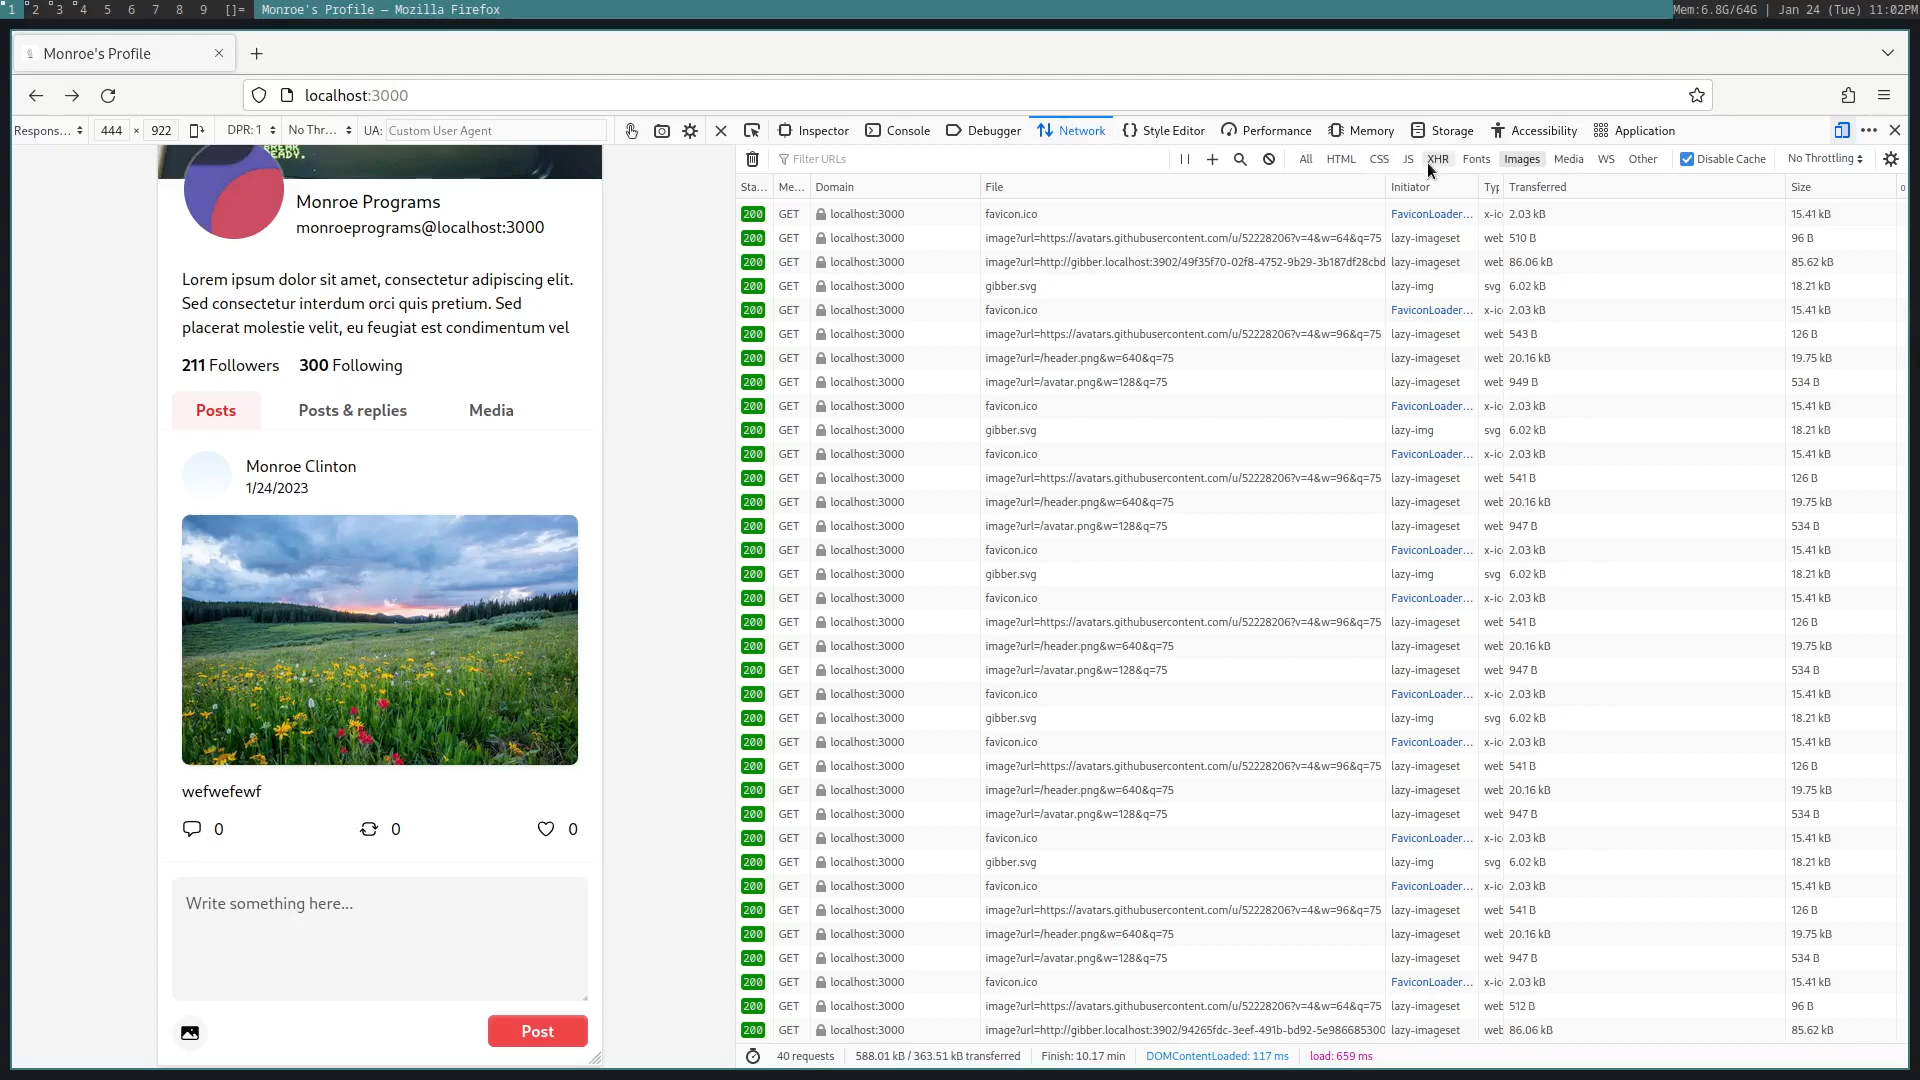 1 2 3 4 5 6 7 8 9 []= Monroe's Profile — Mozilla Firefox Mem:6.8G/64G | Jan 24 (Tue) 11:02PM
Monroe's Profile
localhost:3000
Respons... 444 × 922 DPR: 1 No Thr... UA: Custom User Agent
Inspector Console Debugger Network Style Editor Performance Memory Storage Accessibility Application
Filter URLs All HTML CSS JS XHR Fonts Images Media WS Other Disable Cache No Throttling
Sta... Me... Domain File Initiator Typ Transferred Size
200 GET localhost:3000 favicon.ico FaviconLoader... x-ic 2.03 kB 15.41 kB
200 GET localhost:3000 image?url=https://avatars.githubusercontent.com/u/52228206?v=4&w=64&q=75 lazy-imageset web 510 B 96 B
200 GET localhost:3000 image?url=http://gibber.localhost:3902/49f35f70-02f8-4752-9b29-3b187df28cbd lazy-imageset web 86.06 kB 85.62 kB
200 GET localhost:3000 gibber.svg lazy-img svg 6.02 kB 18.21 kB
200 GET localhost:3000 favicon.ico FaviconLoader... x-ic 2.03 kB 15.41 kB
200 GET localhost:3000 image?url=https://avatars.githubusercontent.com/u/52228206?v=4&w=96&q=75 lazy-imageset web 543 B 126 B
200 GET localhost:3000 image?url=/header.png&w=640&q=75 lazy-imageset web 20.16 kB 19.75 kB
200 GET localhost:3000 image?url=/avatar.png&w=128&q=75 lazy-imageset web 949 B 534 B
200 GET localhost:3000 favicon.ico FaviconLoader... x-ic 2.03 kB 15.41 kB
200 GET localhost:3000 gibber.svg lazy-img svg 6.02 kB 18.21 kB
200 GET localhost:3000 favicon.ico FaviconLoader... x-ic 2.03 kB 15.41 kB
200 GET localhost:3000 image?url=https://avatars.githubusercontent.com/u/52228206?v=4&w=96&q=75 lazy-imageset web 541 B 126 B
200 GET localhost:3000 image?url=/header.png&w=640&q=75 lazy-imageset web 20.16 kB 19.75 kB
200 GET localhost:3000 image?url=/avatar.png&w=128&q=75 lazy-imageset web 947 B 534 B
200 GET localhost:3000 favicon.ico FaviconLoader... x-ic 2.03 kB 15.41 kB
200 GET localhost:3000 gibber.svg lazy-img svg 6.02 kB 18.21 kB
200 GET localhost:3000 favicon.ico FaviconLoader... x-ic 2.03 kB 15.41 kB
200 GET localhost:3000 image?url=https://avatars.githubusercontent.com/u/52228206?v=4&w=96&q=75 lazy-imageset web 541 B 126 B
200 GET localhost:3000 image?url=/header.png&w=640&q=75 lazy-imageset web 20.16 kB 19.75 kB
200 GET localhost:3000 image?url=/avatar.png&w=128&q=75 lazy-imageset web 947 B 534 B
200 GET localhost:3000 favicon.ico FaviconLoader... x-ic 2.03 kB 15.41 kB
200 GET localhost:3000 gibber.svg lazy-img svg 6.02 kB 18.21 kB
200 GET localhost:3000 favicon.ico FaviconLoader... x-ic 2.03 kB 15.41 kB
200 GET localhost:3000 image?url=https://avatars.githubusercontent.com/u/52228206?v=4&w=96&q=75 lazy-imageset web 541 B 126 B
200 GET localhost:3000 image?url=/header.png&w=640&q=75 lazy-imageset web 20.16 kB 19.75 kB
200 GET localhost:3000 image?url=/avatar.png&w=128&q=75 lazy-imageset web 947 B 534 B
200 GET localhost:3000 favicon.ico FaviconLoader... x-ic 2.03 kB 15.41 kB
200 GET localhost:3000 gibber.svg lazy-img svg 6.02 kB 18.21 kB
200 GET localhost:3000 favicon.ico FaviconLoader... x-ic 2.03 kB 15.41 kB
200 GET localhost:3000 image?url=https://avatars.githubusercontent.com/u/52228206?v=4&w=96&q=75 lazy-imageset web 541 B 126 B
200 GET localhost:3000 image?url=/header.png&w=640&q=75 lazy-imageset web 20.16 kB 19.75 kB
200 GET localhost:3000 image?url=/avatar.png&w=128&q=75 lazy-imageset web 947 B 534 B
200 GET localhost:3000 favicon.ico FaviconLoader... x-ic 2.03 kB 15.41 kB
200 GET localhost:3000 image?url=https://avatars.githubusercontent.com/u/52228206?v=4&w=64&q=75 lazy-imageset web 512 B 96 B
200 GET localhost:3000 image?url=http://gibber.localhost:3902/94265fdc-3eef-491b-bd92-5e986685300 lazy-imageset web 86.06 kB 85.62 kB
40 requests 588.01 kB / 363.51 kB transferred Finish: 10.17 min DOMContentLoaded: 117 ms load: 659 ms
BREAK
EADY.
Monroe Programs
monroeprograms@localhost:3000
Lorem ipsum dolor sit amet, consectetur adipiscing elit.
Sed consectetur interdum orci quis pretium. Sed
placerat molestie velit, eu feugiat est condimentum vel
211 Followers 300 Following
Posts Posts & replies Media
Monroe Clinton
1/24/2023
wefwefewf
0 0 0
Write something here...
Post